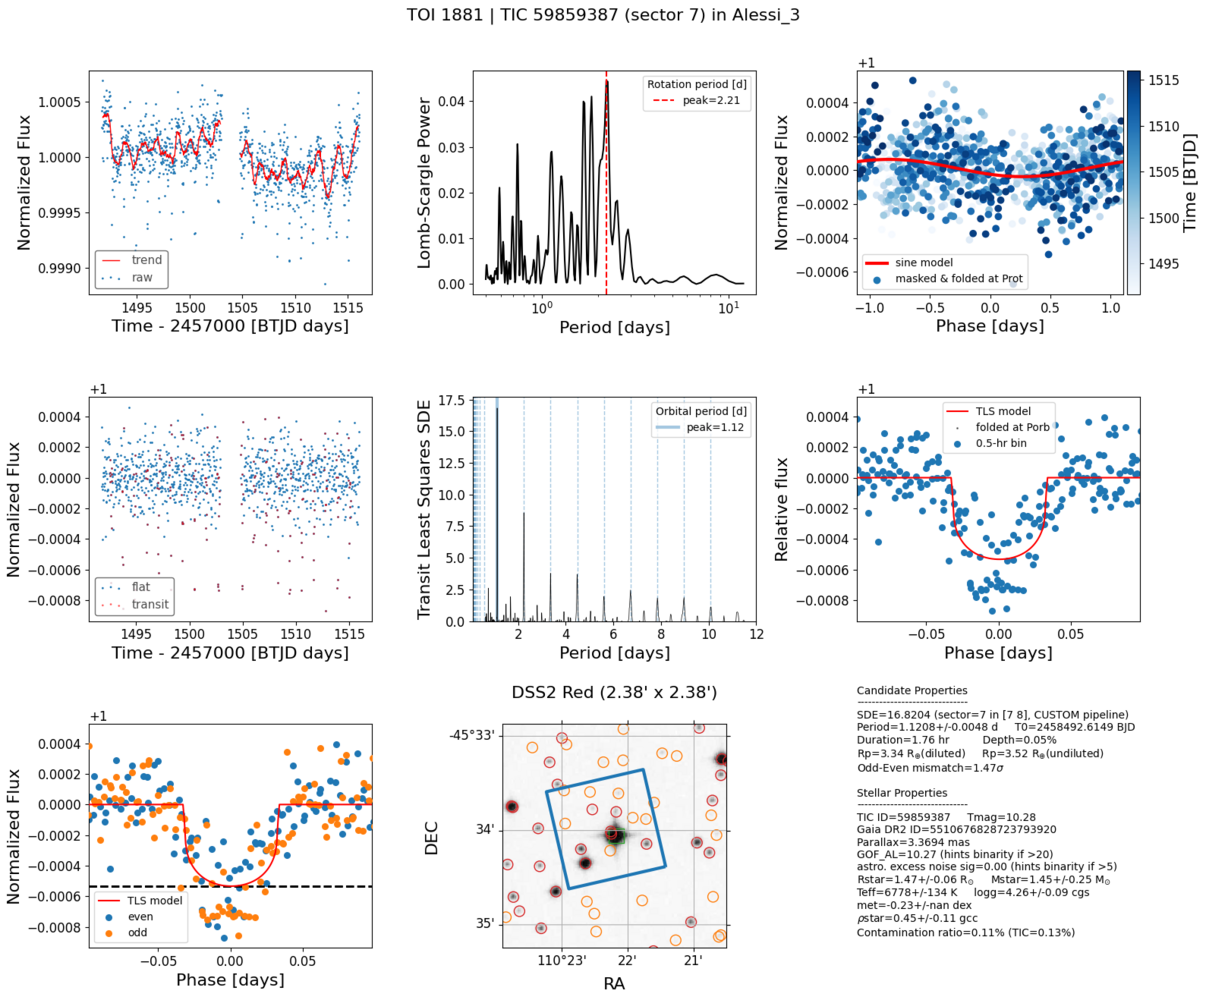 TOI 1881 | TIC 59859387 (sector 7) in Alessi_3
Normalized Flux
1.0005
1.0000
0.9995
0.9990
trend
raw
1495
1500
1505
1510
1515
Time - 2457000 [BTJD days]
Lomb-Scargle Power
0.04
0.03
0.02
0.01
0.00
Rotation period [d]
peak=2.21
10⁰
10¹
Period [days]
+1
Normalized Flux
0.0004
0.0002
0.0000
−0.0002
−0.0004
−0.0006
sine model
masked & folded at Prot
−1.0
−0.5
0.0
0.5
1.0
Phase [days]
1515
1510
1505
1500
1495
Time [BTJD]
+1
Normalized Flux
0.0004
0.0002
0.0000
−0.0002
−0.0004
−0.0006
−0.0008
flat
transit
1495
1500
1505
1510
1515
Time - 2457000 [BTJD days]
Transit Least Squares SDE
17.5
15.0
12.5
10.0
7.5
5.0
2.5
0.0
Orbital period [d]
peak=1.12
2
4
6
8
10
12
Period [days]
+1
Relative flux
0.0004
0.0002
0.0000
−0.0002
−0.0004
−0.0006
−0.0008
TLS model
folded at Porb
0.5-hr bin
−0.05
0.00
0.05
Phase [days]
+1
Normalized Flux
0.0004
0.0002
0.0000
−0.0002
−0.0004
−0.0006
−0.0008
TLS model
even
odd
−0.05
0.00
0.05
Phase [days]
DSS2 Red (2.38' x 2.38')
DEC
-45°33'
34'
35'
110°23'
22'
21'
RA
Candidate Properties
------------------------------
SDE=16.8204 (sector=7 in [7 8], CUSTOM pipeline)
Period=1.1208+/-0.0048 d T0=2458492.6149 BJD
Duration=1.76 hr Depth=0.05%
Rp=3.34 R⊕(diluted) Rp=3.52 R⊕(undiluted)
Odd-Even mismatch=1.47σ
Stellar Properties
------------------------------
TIC ID=59859387 Tmag=10.28
Gaia DR2 ID=5510676828723793920
Parallax=3.3694 mas
GOF_AL=10.27 (hints binarity if >20)
astro. excess noise sig=0.00 (hints binarity if >5)
Rstar=1.47+/-0.06 R⊙ Mstar=1.45+/-0.25 M⊙
Teff=6778+/-134 K logg=4.26+/-0.09 cgs
met=-0.23+/-nan dex
ρstar=0.45+/-0.11 gcc
Contamination ratio=0.11% (TIC=0.13%)